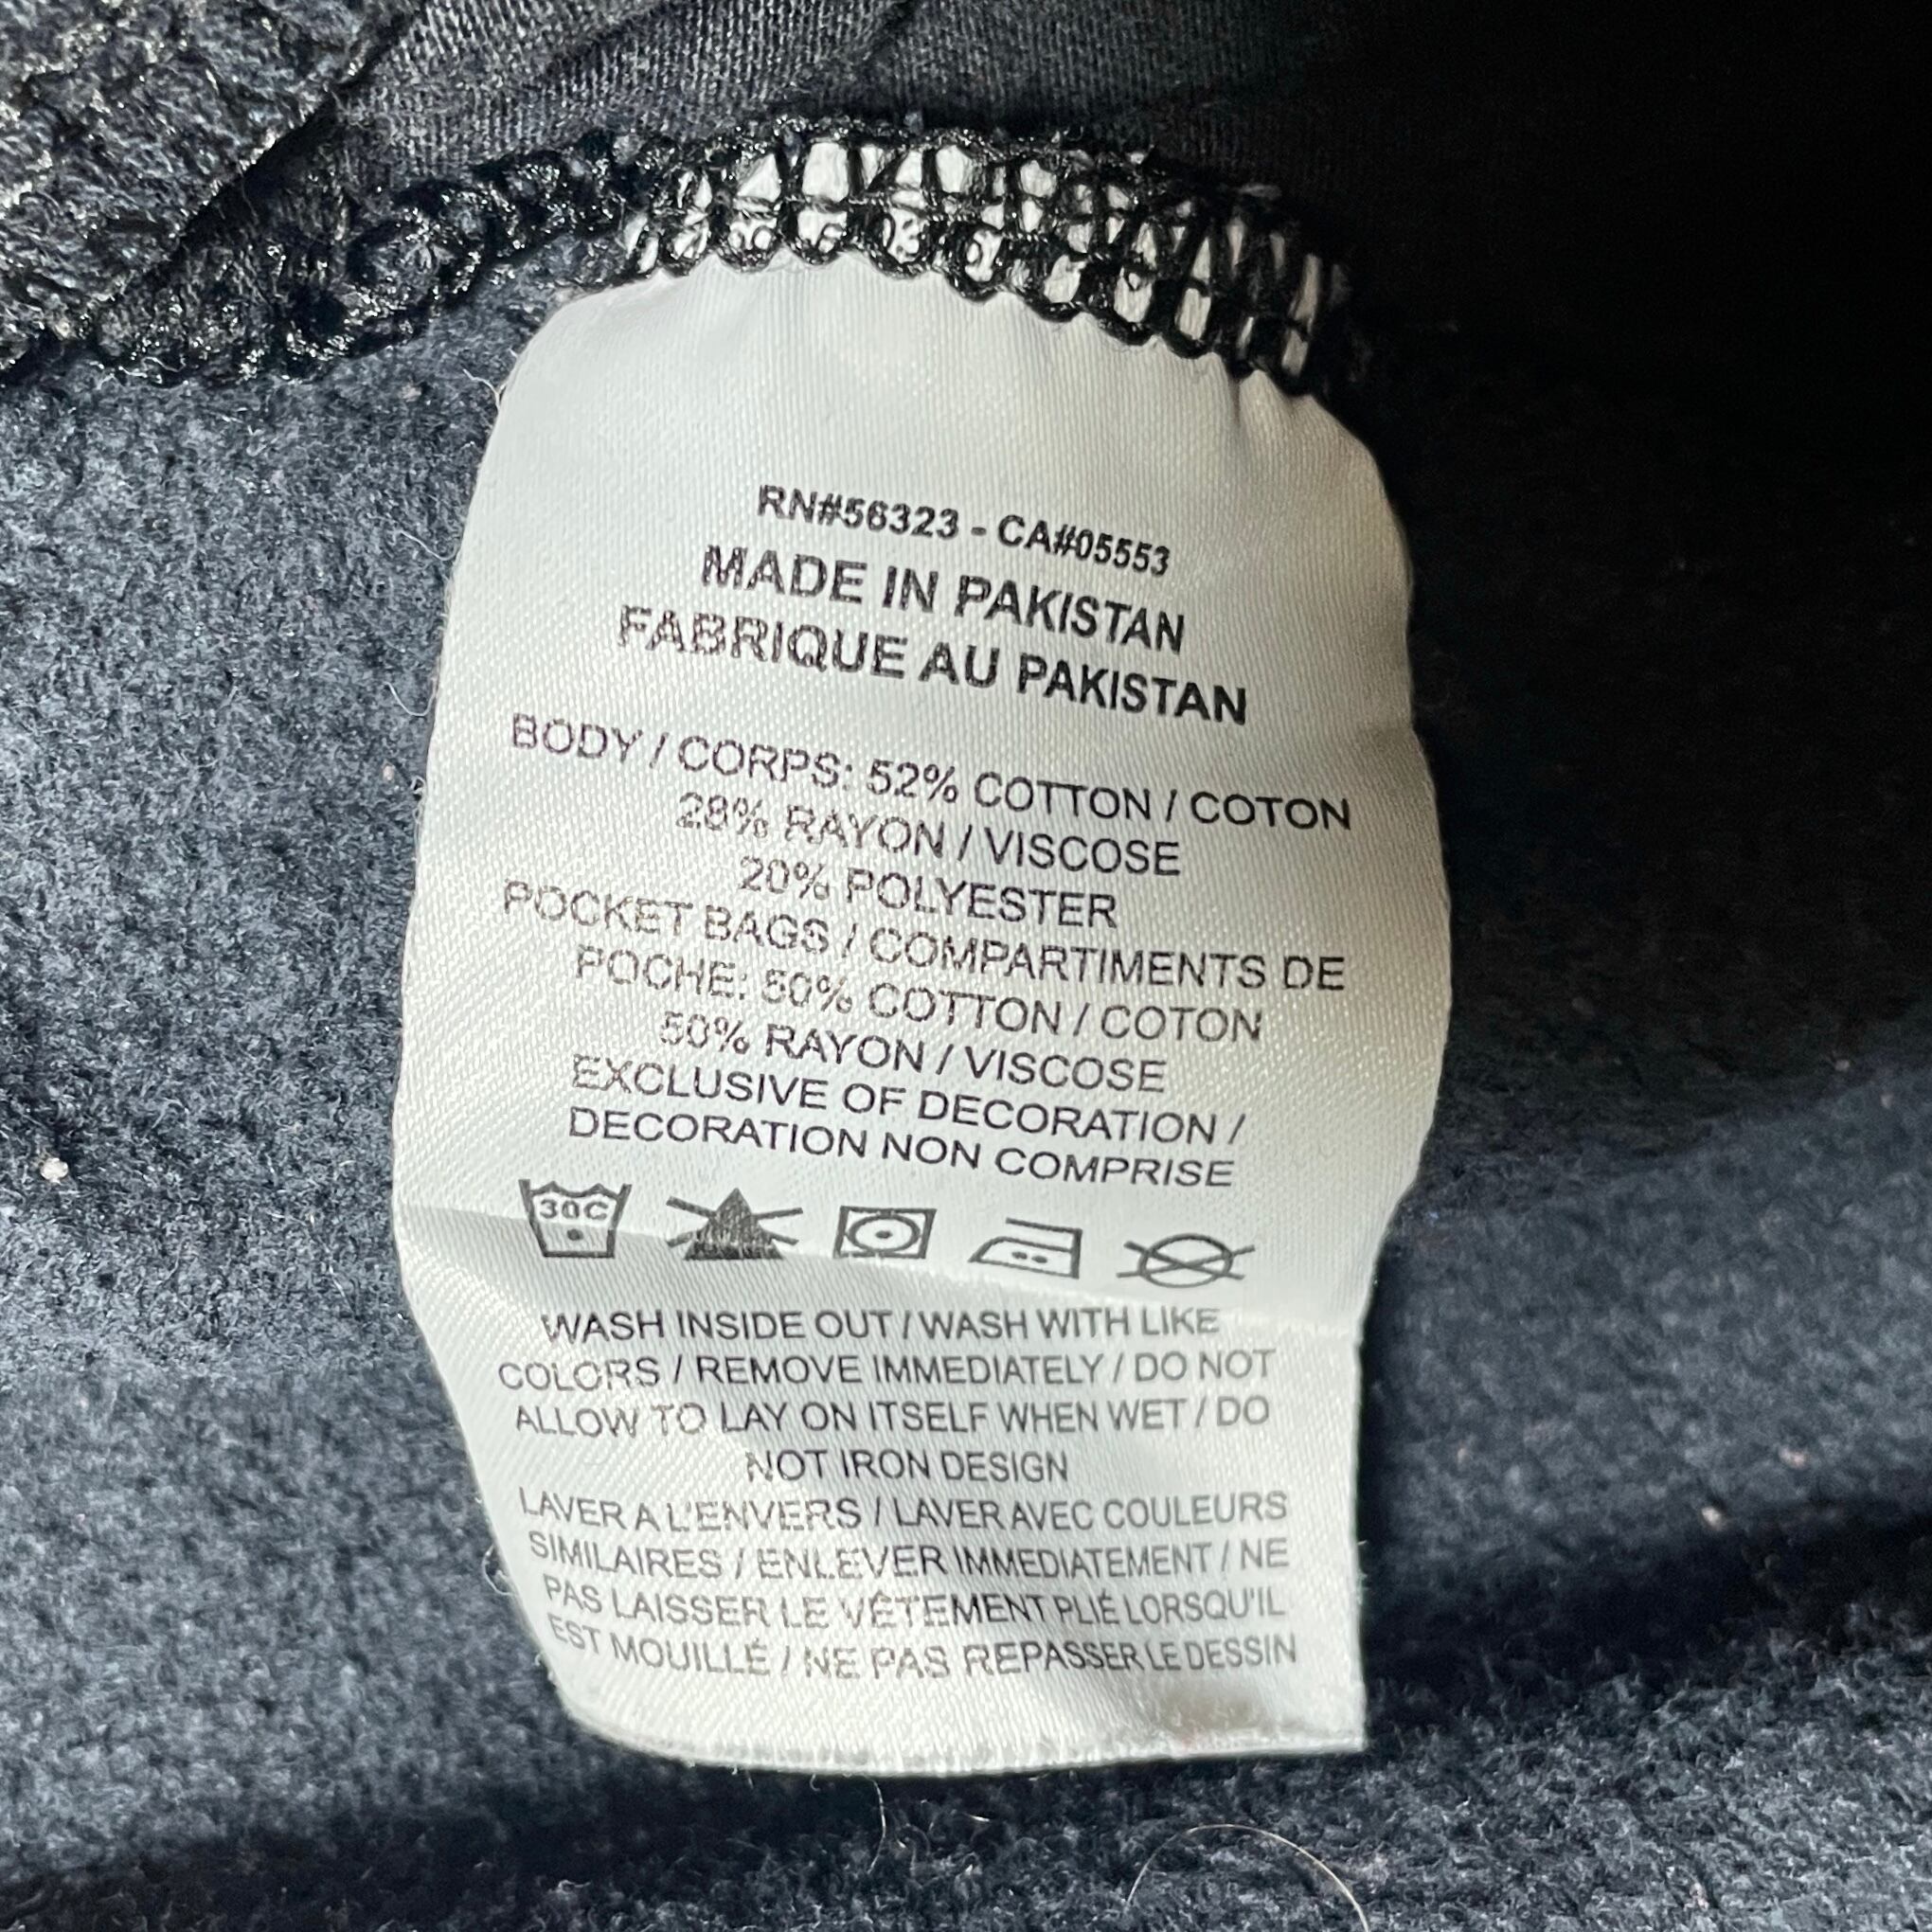 RN#56323 - CA#05553
MADE IN PAKISTAN
FABRIQUE AU PAKISTAN
BODY / CORPS: 52% COTTON / COTON
28% RAYON / VISCOSE
20% POLYESTER
POCKET BAGS / COMPARTIMENTS DE
POCHE: 50% COTTON / COTON
50% RAYON / VISCOSE
EXCLUSIVE OF DECORATION /
DECORATION NON COMPRISE
30C
WASH INSIDE OUT / WASH WITH LIKE
COLORS / REMOVE IMMEDIATELY / DO NOT
ALLOW TO LAY ON ITSELF WHEN WET / DO
NOT IRON DESIGN
LAVER A L'ENVERS / LAVER AVEC COULEURS
SIMILAIRES / ENLEVER IMMEDIATEMENT / NE
PAS LAISSER LE VÊTEMENT PLIÉ LORSQU'IL
EST MOUILLÉ / NE PAS REPASSER LE DESSIN